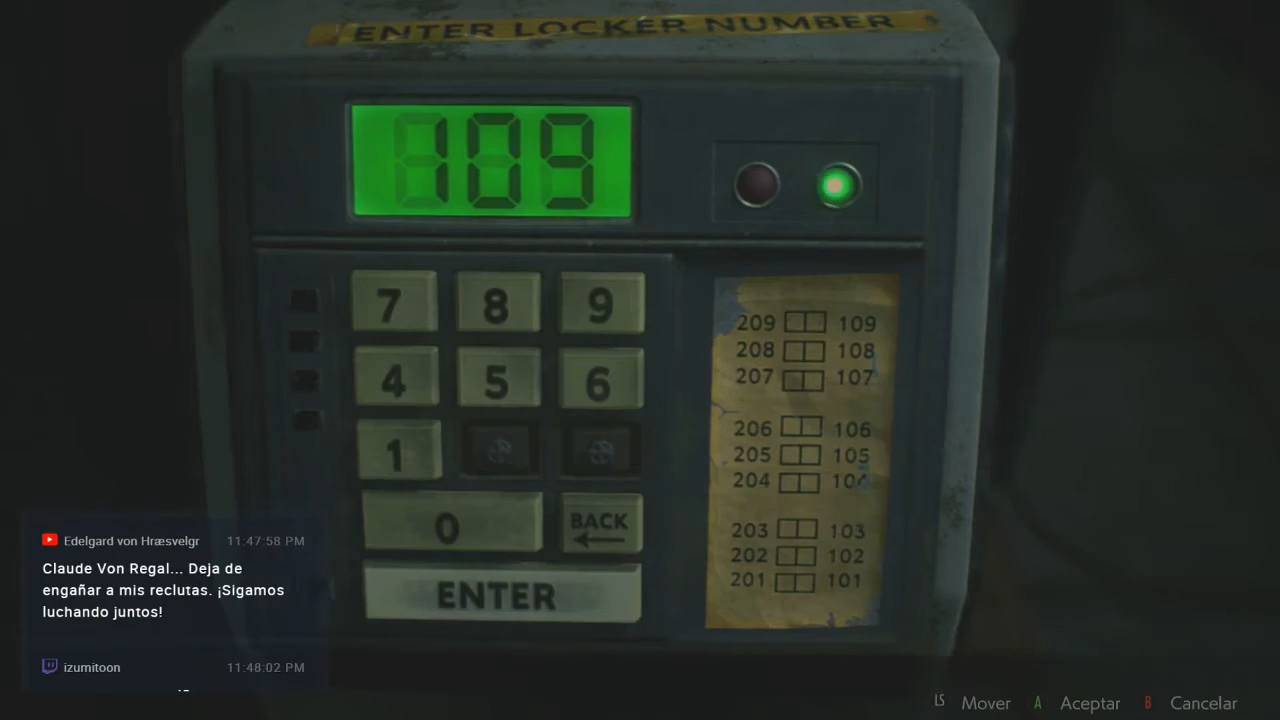 ENTER LOCKER NUMBER
109
7 8 9
4 5 6
1
0 BACK
ENTER
209 109
208 108
207 107
206 106
205 105
204 104
203 103
202 102
201 101
Edelgard von Hræsvelgr 11:47:58 PM
Claude Von Regal... Deja de
engañar a mis reclutas. ¡Sigamos
luchando juntos!
izumitoon 11:48:02 PM
LS Mover A Aceptar B Cancelar